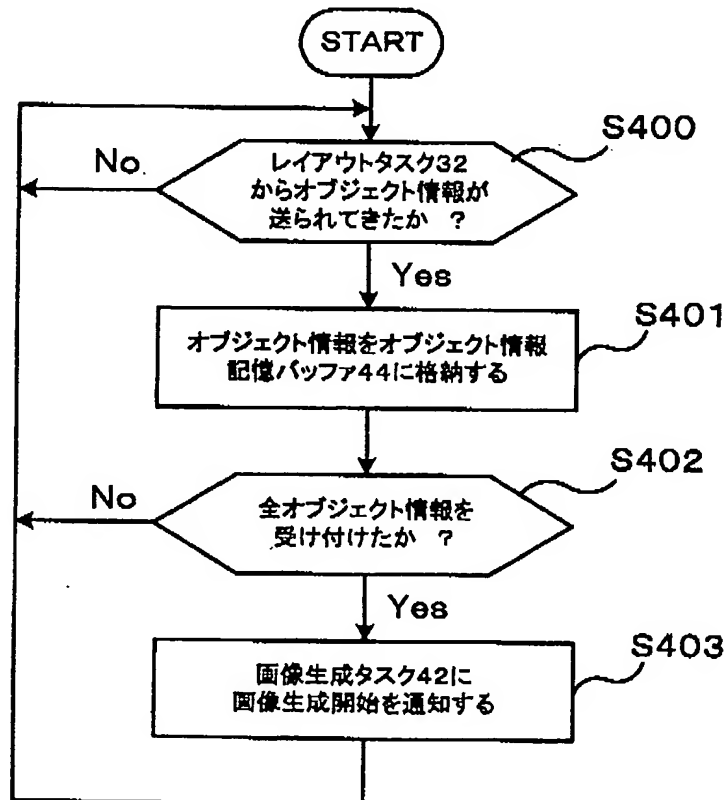 START
S400
No
レイアウトタスク32
からオブジェクト情報が
送られてきたか ?
Yes
S401
オブジェクト情報をオブジェクト情報
記憶バッファ44に格納する
S402
No
全オブジェクト情報を
受け付けたか ?
Yes
S403
画像生成タスク42に
画像生成開始を通知する